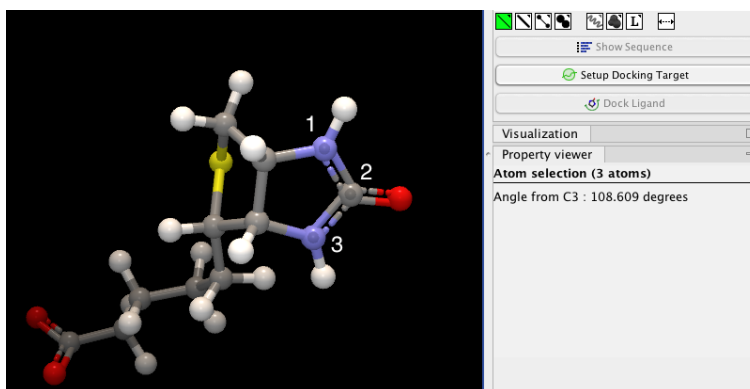 L
Show Sequence
Setup Docking Target
Dock Ligand
Visualization
Property viewer
Atom selection (3 atoms)
Angle from C3 : 108.609 degrees
1
2
3